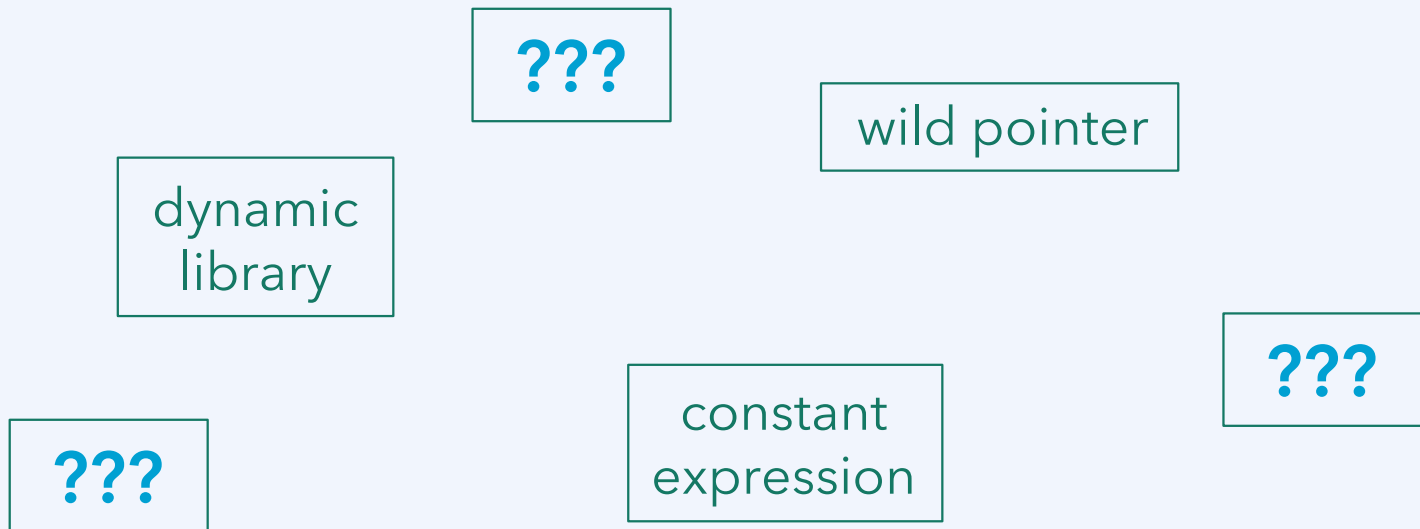 ???
wild pointer
dynamic
library
???
constant
expression
???